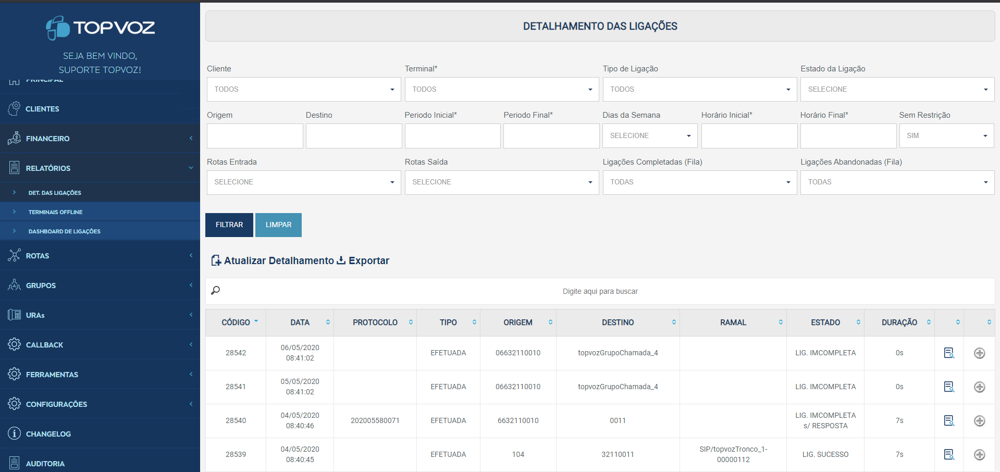 TOPVOZ
SEJA BEM VINDO,
SUPORTE TOPVOZ!
PRINCIPAL
CLIENTES
FINANCEIRO
RELATÓRIOS
DET. DAS LIGAÇÕES
TERMINAIS OFFLINE
DASHBOARD DE LIGAÇÕES
ROTAS
GRUPOS
URAs
CALLBACK
FERRAMENTAS
CONFIGURAÇÕES
CHANGELOG
AUDITORIA
DETALHAMENTO DAS LIGAÇÕES
Cliente Terminal* Tipo de Ligação Estado da Ligação
TODOS TODOS TODOS SELECIONE
Origem Destino Periodo Inicial* Periodo Final* Dias da Semana Horário Inicial* Horário Final* Sem Restrição
SELECIONE SIM
Rotas Entrada Rotas Saída Ligações Completadas (Fila) Ligações Abandonadas (Fila)
SELECIONE SELECIONE TODAS TODAS
FILTRAR LIMPAR
Atualizar Detalhamento Exportar
Digite aqui para buscar
CÓDIGO DATA PROTOCOLO TIPO ORIGEM DESTINO RAMAL ESTADO DURAÇÃO
28542 06/05/2020 08:41:02 EFETUADA 06632110010 topvozGrupoChamada_4 LIG. IMCOMPLETA 0s
28541 05/05/2020 08:41:02 EFETUADA 06632110010 topvozGrupoChamada_4 LIG. IMCOMPLETA 0s
28540 04/05/2020 08:40:46 202005580071 EFETUADA 6632110010 0011 LIG. IMCOMPLETA s/ RESPOSTA 7s
28539 04/05/2020 08:40:45 EFETUADA 104 32110011 SIP/topvozTronco_1-00000112 LIG. SUCESSO 7s